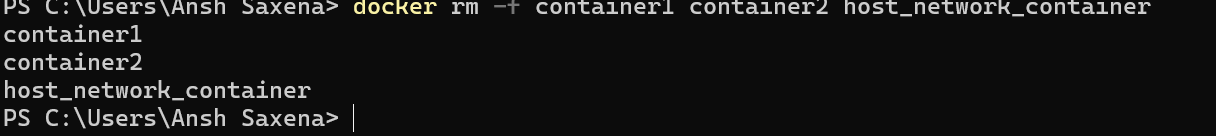 PS C:\Users\Ansh Saxena> docker rm -f container1 container2 host_network_container
container1
container2
host_network_container
PS C:\Users\Ansh Saxena>